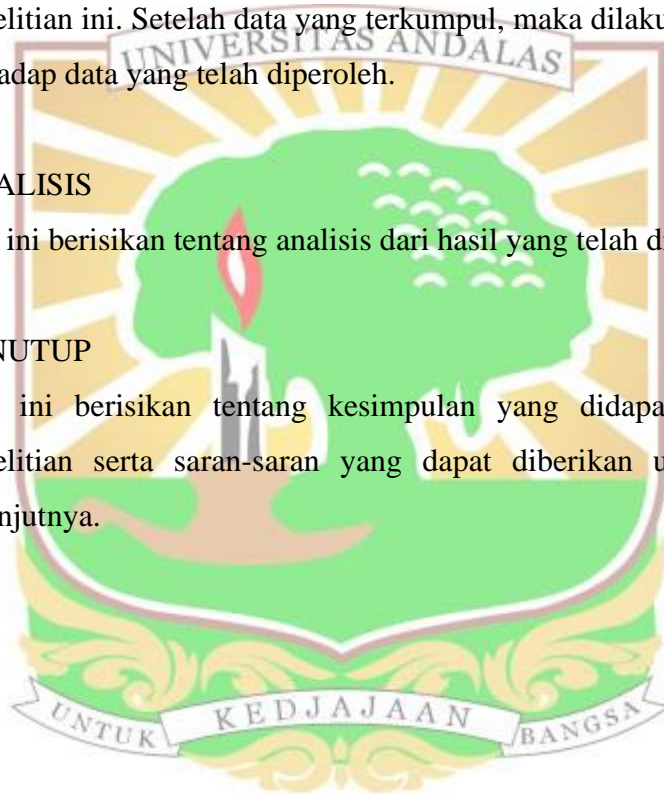 elitian ini. Setelah data yang terkumpul, maka dilaku
UNIVERSITAS ANDALAS
adap data yang telah diperoleh.
ALISIS
ini berisikan tentang analisis dari hasil yang telah di
NUTUP
ini berisikan tentang kesimpulan yang didapa
elitian serta saran-saran yang dapat diberikan u
njutnya.
UNTUK KEDJAJAAN BANGSA